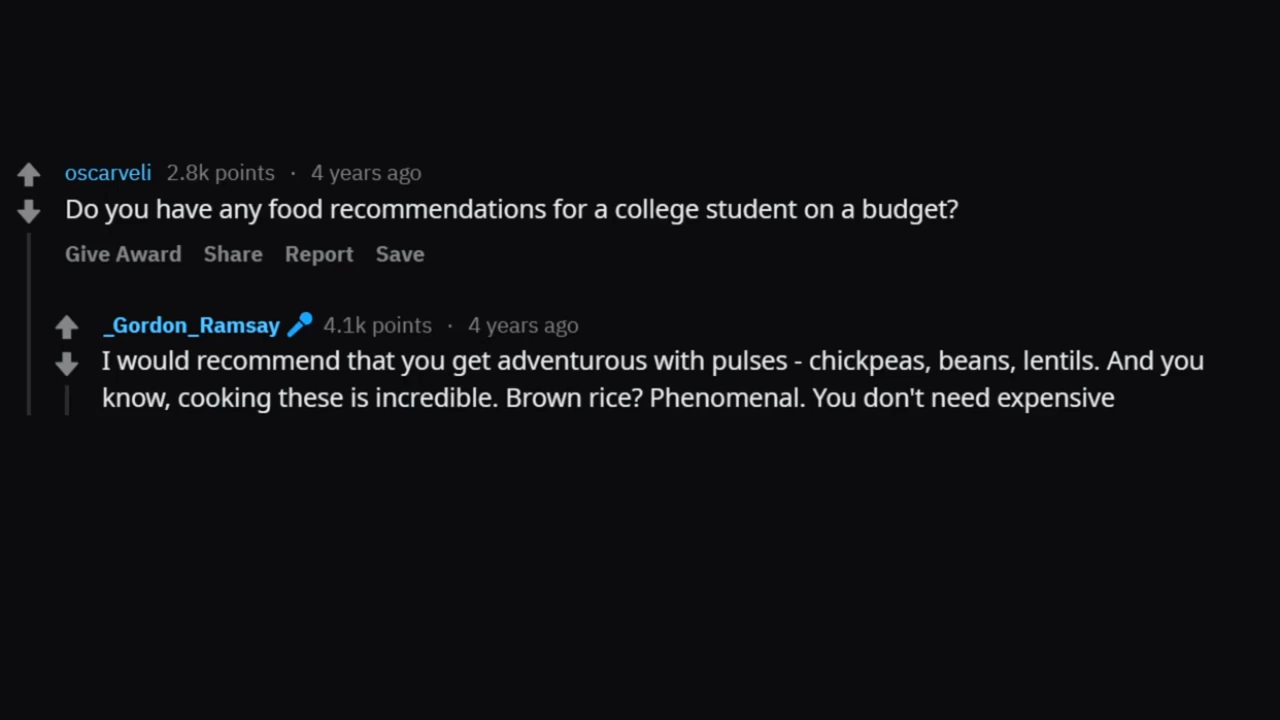 oscarveli 2.8k points · 4 years ago
Do you have any food recommendations for a college student on a budget?
Give Award Share Report Save
_Gordon_Ramsay 4.1k points · 4 years ago
I would recommend that you get adventurous with pulses - chickpeas, beans, lentils. And you
know, cooking these is incredible. Brown rice? Phenomenal. You don't need expensive